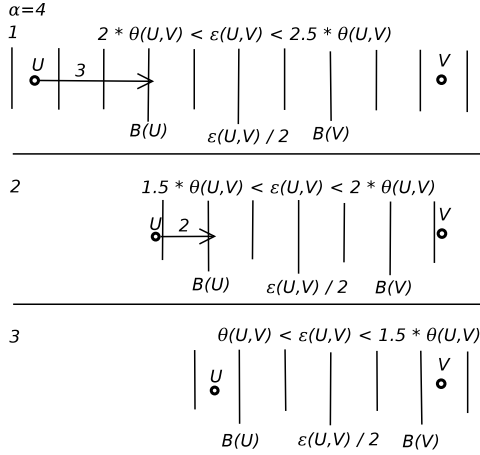 α=4
1
2 * θ(U,V) < ε(U,V) < 2.5 * θ(U,V)
U
3
V
B(U)
ε(U,V) / 2
B(V)
2
1.5 * θ(U,V) < ε(U,V) < 2 * θ(U,V)
U
2
V
B(U)
ε(U,V) / 2
B(V)
3
θ(U,V) < ε(U,V) < 1.5 * θ(U,V)
U
V
B(U)
ε(U,V) / 2
B(V)